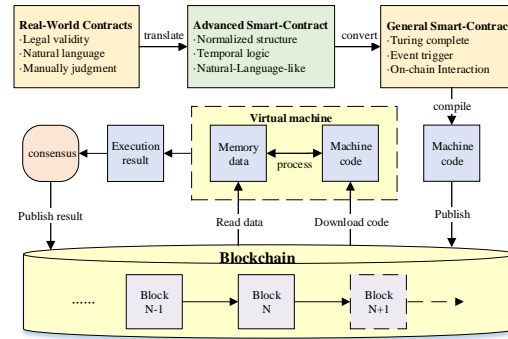 Real-World Contracts
·Legal validity
·Natural language
·Manually judgment
translate
Advanced Smart-Contract
·Normalized structure
·Temporal logic
·Natural-Language-like
convert
General Smart-Contract
·Turing complete
·Event trigger
·On-chain Interaction
compile
Virtual machine
consensus
Execution
result
Memory
data
process
Machine
code
Machine
code
Publish result
Read data
Download code
Publish
Blockchain
......
Block
N-1
Block
N
Block
N+1